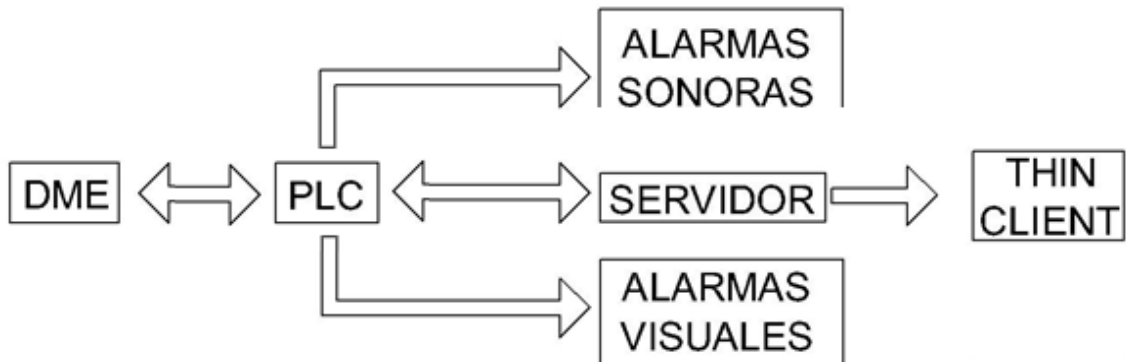 ALARMAS
SONORAS
DME
PLC
SERVIDOR
THIN
CLIENT
ALARMAS
VISUALES